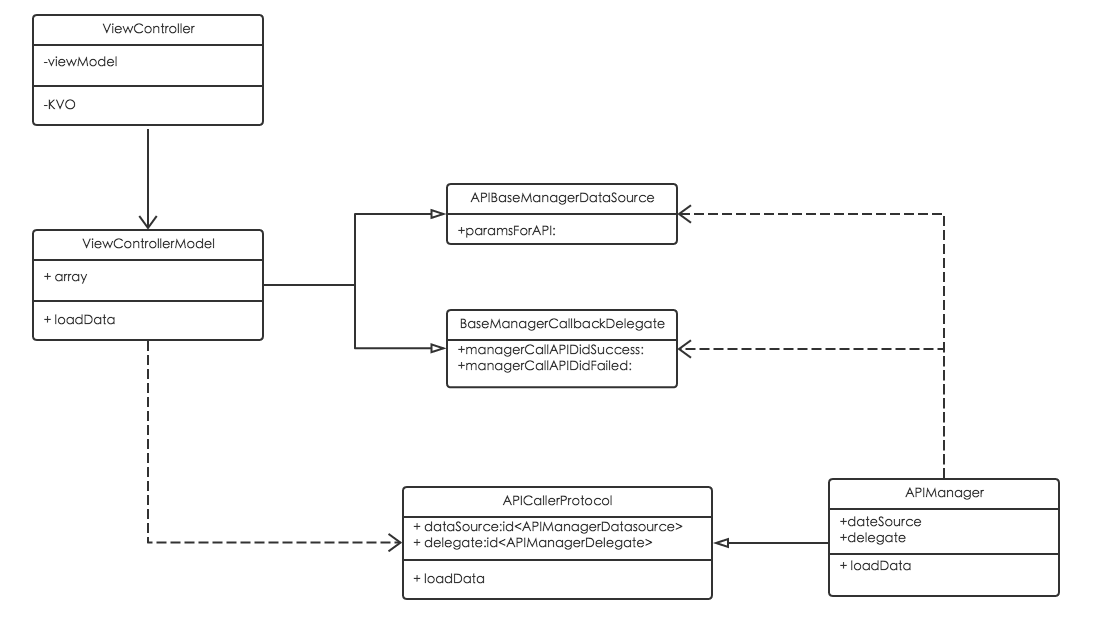 ViewController
-viewModel
-KVO
ViewControllerModel
+ array
+ loadData
APIBaseManagerDataSource
+paramsForAPI:
BaseManagerCallbackDelegate
+managerCallAPIDidSuccess:
+managerCallAPIDidFailed:
APICallerProtocol
+ dataSource:id<APIManagerDatasource>
+ delegate:id<APIManagerDelegate>
+ loadData
APIManager
+dateSource
+delegate
+ loadData